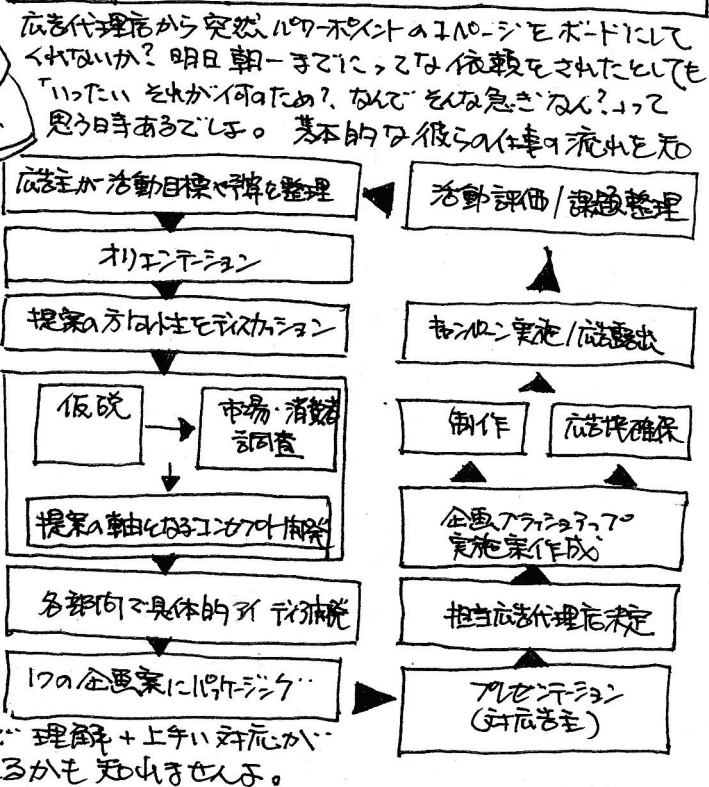 広告代理店から突然、パワーポイントの1ページをボードにして
くれないか？明日朝一までにってな依頼をされたとしても
「いったいそれが何のため？、なんでそんな急ぎなん？」って
思う時あるでしょ。基本的な彼らの仕事の流れを知
広告主が活動目標や予算を整理
オリエンテーション
提案の方向性をディスカッション
仮説
市場・消費者
調査
提案の軸となるコンセプト開発
各部門で具体的アイディア開発
1つの企画案にパッケージング
プレゼンテーション
(対広告主)
担当広告代理店決定
企画ブラッシュアップ
実施案作成
制作
広告枠確保
キャンペーン実施/広告露出
活動評価/課題整理
ば理解+上手い対応が
るかも知れませんよ。